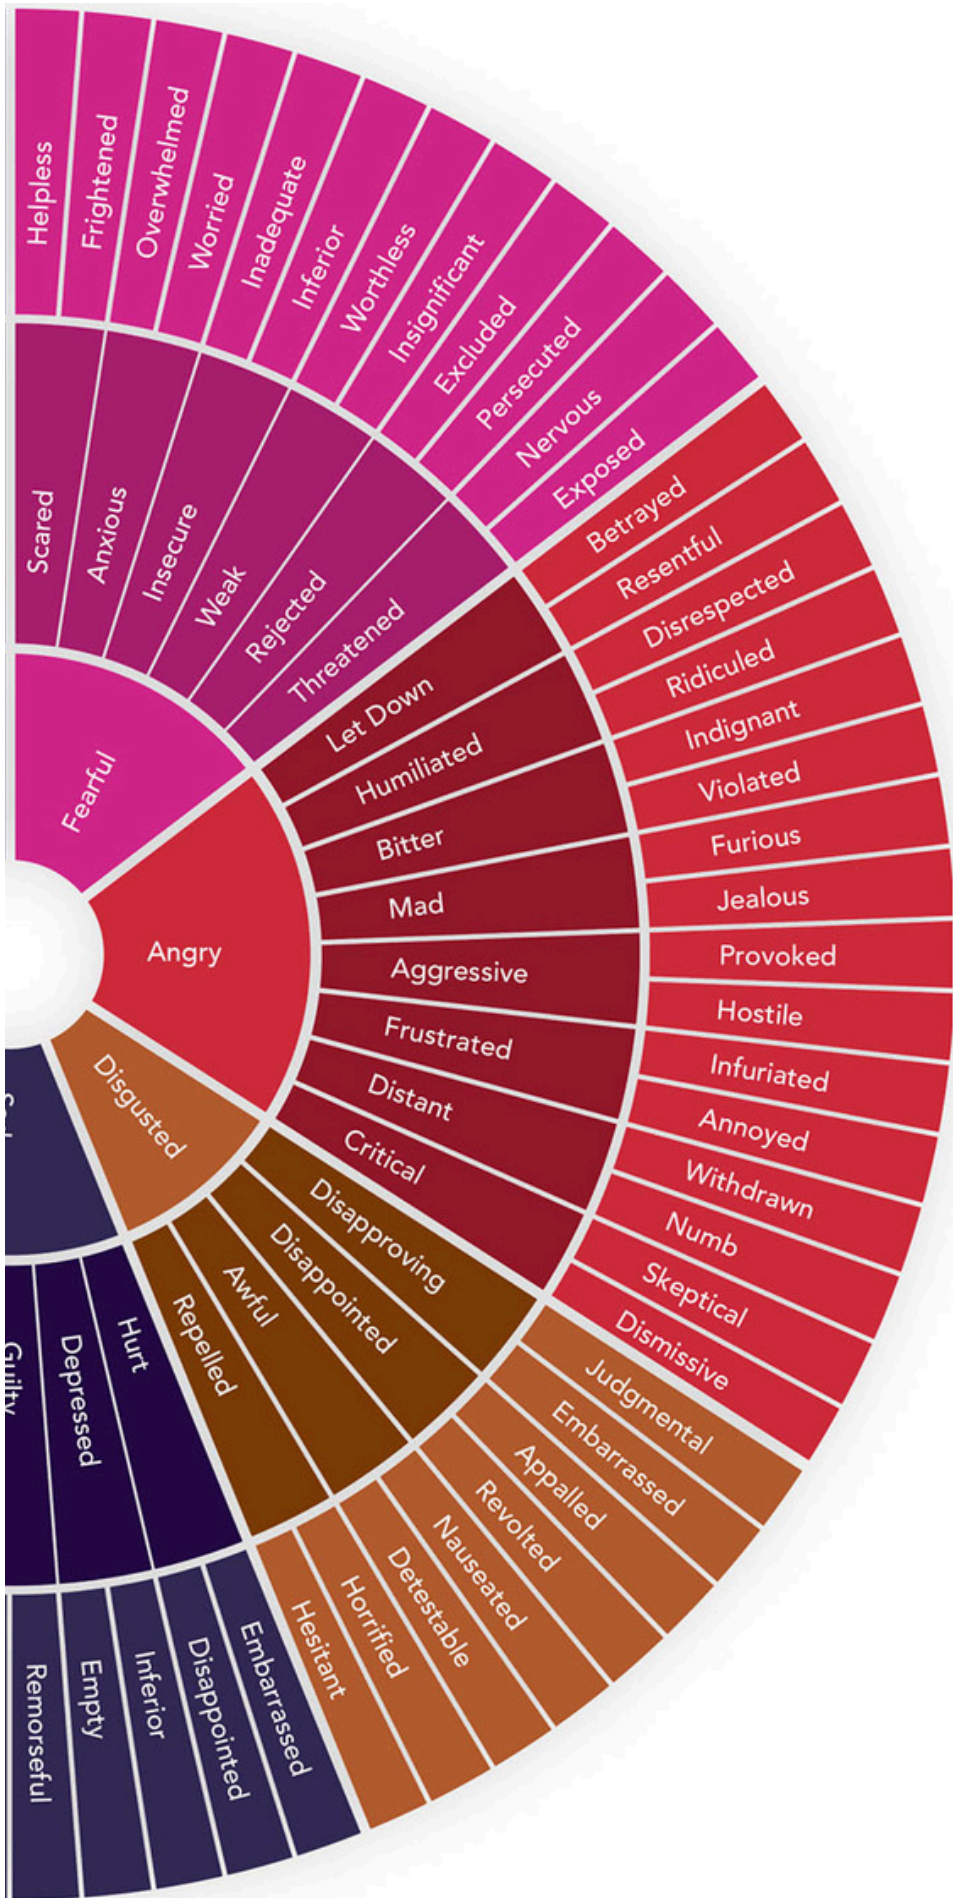 Helpless
Frightened
Overwhelmed
Worried
Inadequate
Inferior
Worthless
Insignificant
Excluded
Persecuted
Nervous
Exposed
Scared
Anxious
Insecure
Weak
Rejected
Threatened
Fearful
Betrayed
Resentful
Disrespected
Ridiculed
Indignant
Violated
Furious
Jealous
Provoked
Hostile
Infuriated
Annoyed
Withdrawn
Numb
Skeptical
Dismissive
Let Down
Humiliated
Bitter
Mad
Aggressive
Frustrated
Distant
Critical
Angry
Judgmental
Embarrassed
Appalled
Revolted
Nauseated
Detestable
Horrified
Hesitant
Disapproving
Disappointed
Awful
Repelled
Disgusted
Embarrassed
Disappointed
Inferior
Empty
Remorseful
Hurt
Depressed
Guilty